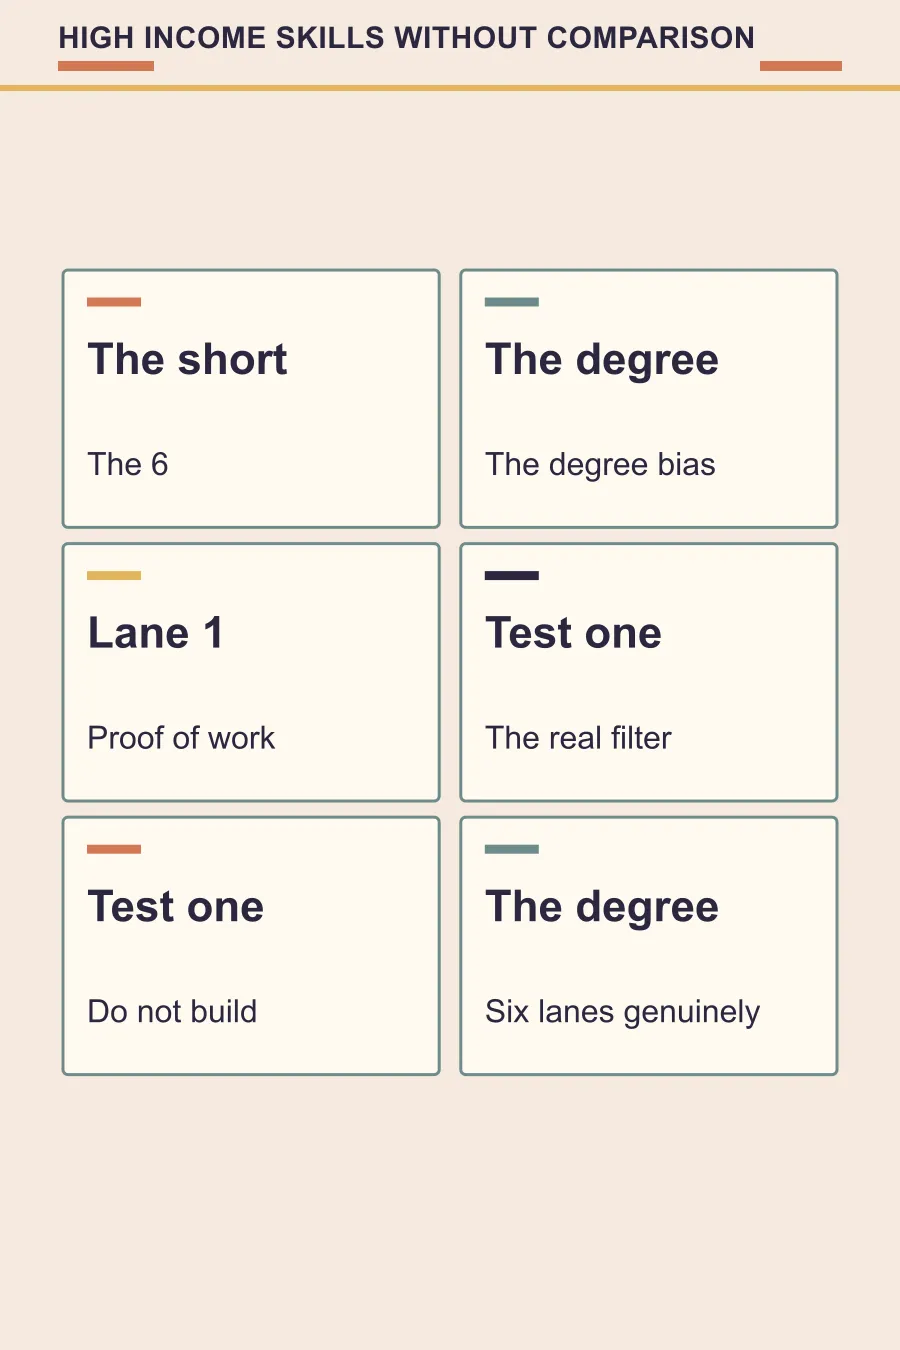 HIGH INCOME SKILLS WITHOUT COMPARISON
The short
The 6
The degree
The degree bias
Lane 1
Proof of work
Test one
The real filter
Test one
Do not build
The degree
Six lanes genuinely